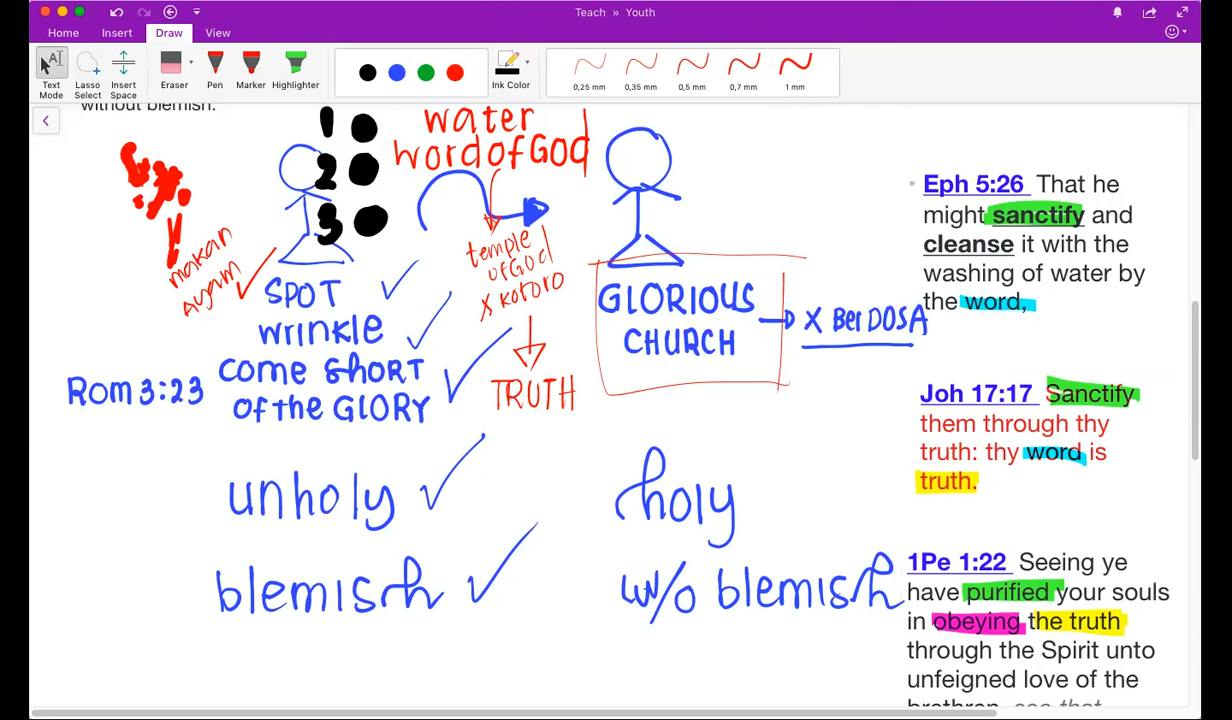 Teach » Youth
Home
Insert
Draw
View
Text Mode
Lasso Select
Insert Space
Eraser
Pen
Marker
Highlighter
Ink Color
0,25 mm
0,35 mm
0,5 mm
0,7 mm
1 mm
without blemish.
1
2
3
water
word of GOD
temple
of God
x kotoro
TRUTH
makan
Ayam
SPOT
wrinkle
Rom 3:23
come short
of the GLORY
unholy
blemish
GLORIOUS
CHURCH
x BerDOSA
holy
w/o blemish
Eph 5:26 That he
might sanctify and
cleanse it with the
washing of water by
the word,
Joh 17:17 Sanctify
them through thy
truth: thy word is
truth.
1Pe 1:22 Seeing ye
have purified your souls
in obeying the truth
through the Spirit unto
unfeigned love of the
brethren, see that